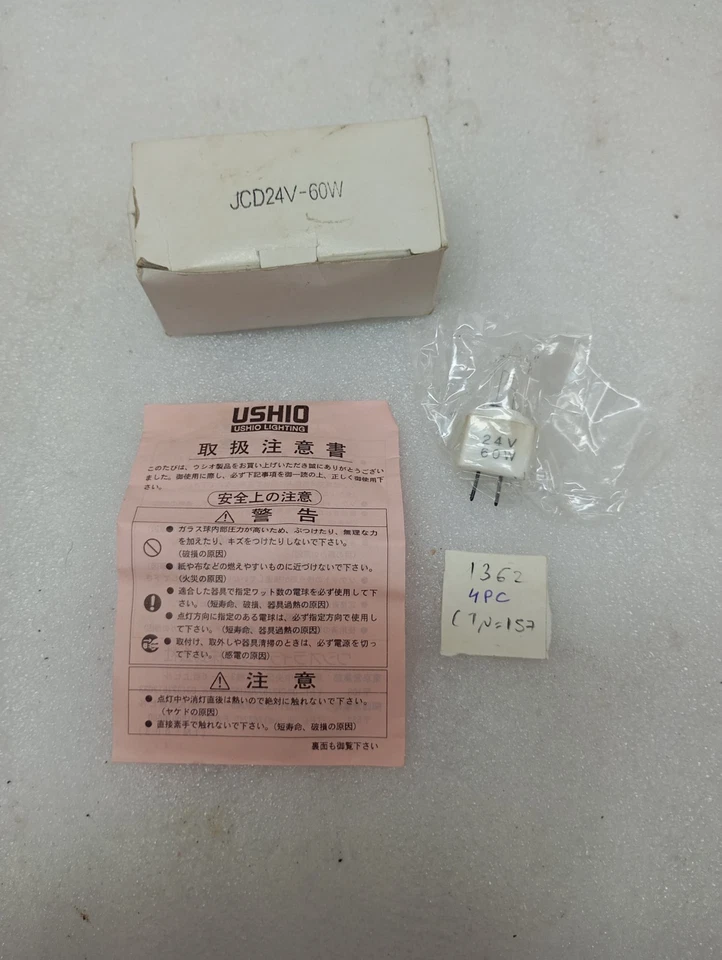 JCD24V-60W
24V
60W
USHIO
USHIO LIGHTING
取扱注意書
このたびは、ウシオ製品をお買い上げいただき誠にありがとうござい
ました。御使用に際し、必ず下記事項を御一読の上、正しく御使用下
さい。
安全上の注意
警告
● ガラス球内部圧力が高いため、ぶつけたり、無理な力
を加えたり、キズをつけたりしないで下さい。
(破損の原因)
● 紙や布などの燃えやすいものに近づけないで下さい。
(火災の原因)
● 適合した器具で指定ワット数の電球を必ず使用して下
さい。(短寿命、破損、器具過熱の原因)
● 点灯方向に指定のある電球は、必ず指定方向で使用し
て下さい。(短寿命、器具過熱の原因)
● 取付け、取外しや器具清掃のときは、必ず電源を切っ
て下さい。(感電の原因)
注意
● 点灯中や消灯直後は熱いので絶対に触れないで下さい。
(ヤケドの原因)
● 直接素手で触れないで下さい。(短寿命、破損の原因)
裏面も御覧下さい
1362
4PC
CTN=157